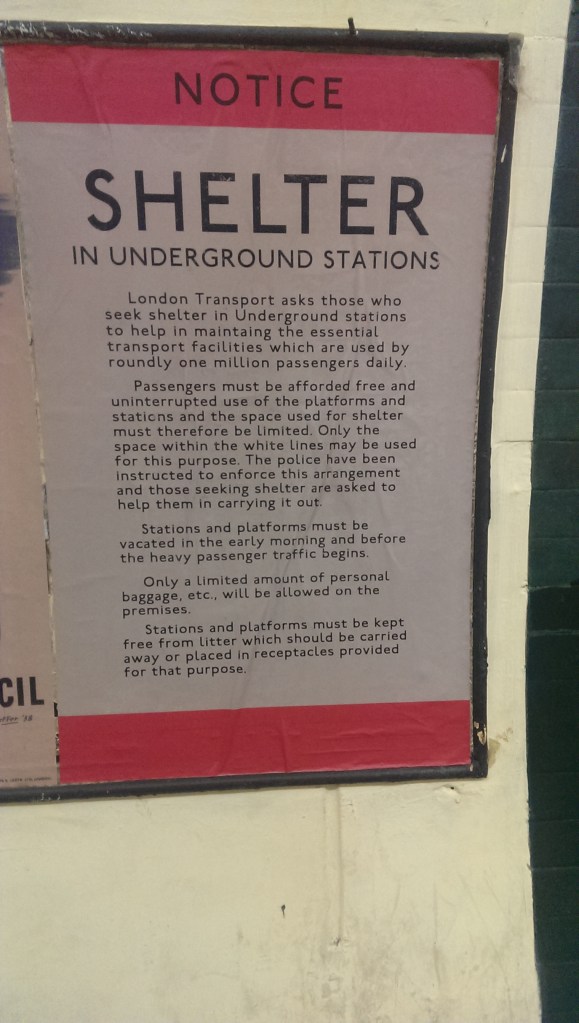 NOTICE
SHELTER
IN UNDERGROUND STATIONS
London Transport asks those who
seek shelter in Underground stations
to help in maintaing the essential
transport facilities which are used by
roundly one million passengers daily.
Passengers must be afforded free and
uninterrupted use of the platforms and
stations and the space used for shelter
must therefore be limited. Only the
space within the white lines may be used
for this purpose. The police have been
instructed to enforce this arrangement
and those seeking shelter are asked to
help them in carrying it out.
Stations and platforms must be
vacated in the early morning and before
the heavy passenger traffic begins.
Only a limited amount of personal
baggage, etc., will be allowed on the
premises.
Stations and platforms must be kept
free from litter which should be carried
away or placed in receptacles provided
for that purpose.
CIL